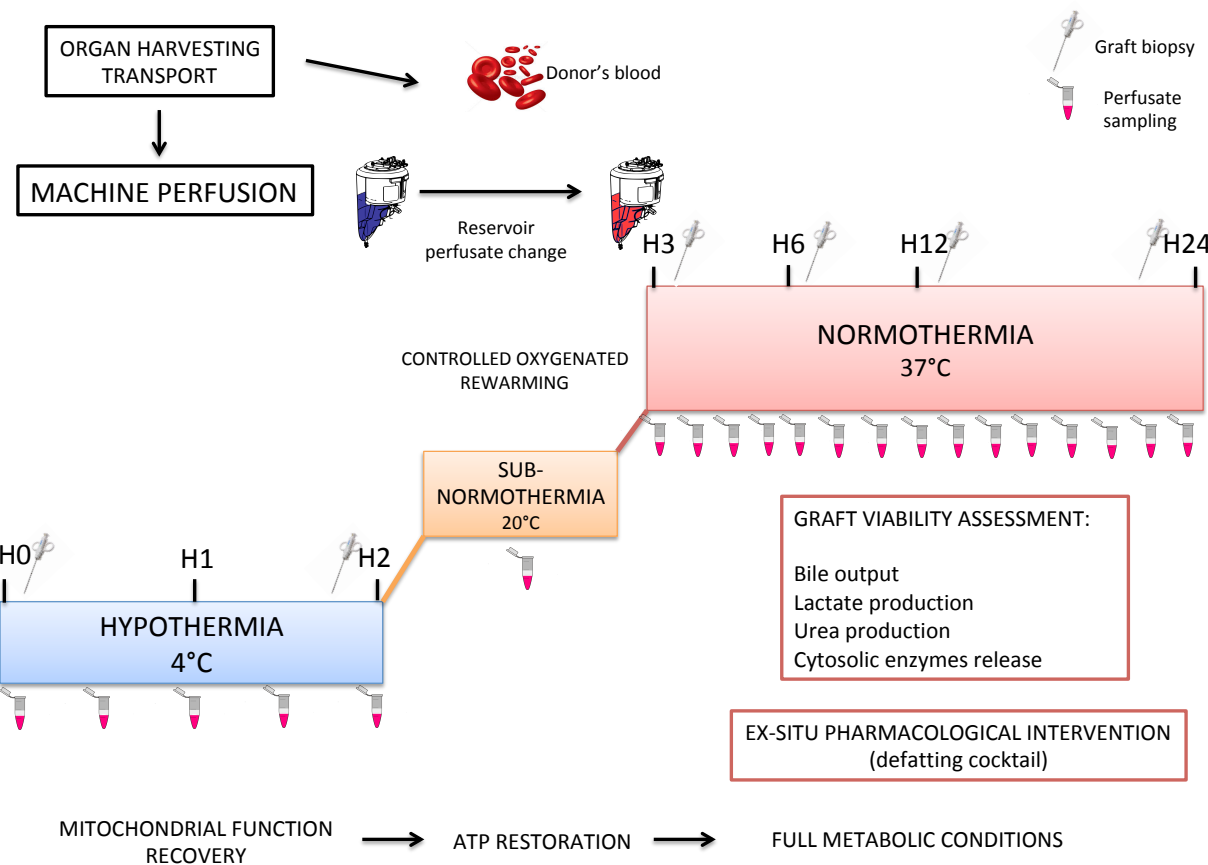 ORGAN HARVESTING
TRANSPORT
Donor's blood
Graft biopsy
Perfusate
sampling
MACHINE PERFUSION
Reservoir
perfusate change
H3
H6
H12
H24
NORMOTHERMIA
37°C
CONTROLLED OXYGENATED
REWARMING
SUB-
NORMOTHERMIA
20°C
H0
H1
H2
HYPOTHERMIA
4°C
GRAFT VIABILITY ASSESSMENT:
Bile output
Lactate production
Urea production
Cytosolic enzymes release
EX-SITU PHARMACOLOGICAL INTERVENTION
(defatting cocktail)
MITOCHONDRIAL FUNCTION
RECOVERY
ATP RESTORATION
FULL METABOLIC CONDITIONS